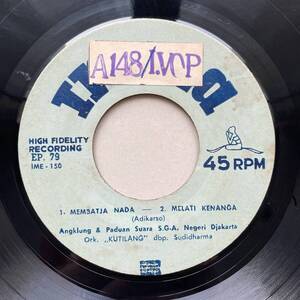 A148/1.VOP
HIGH FIDELITY
RECORDING
EP. 79
IME - 150
45 RPM
1. MEMBATJA NADA — 2. MELATI KENANGA
(Adikarso)
Angklung & Paduan Suara S.G.A. Negeri Djakarta
Ork. „KUTILANG" dbp. Sudidharma